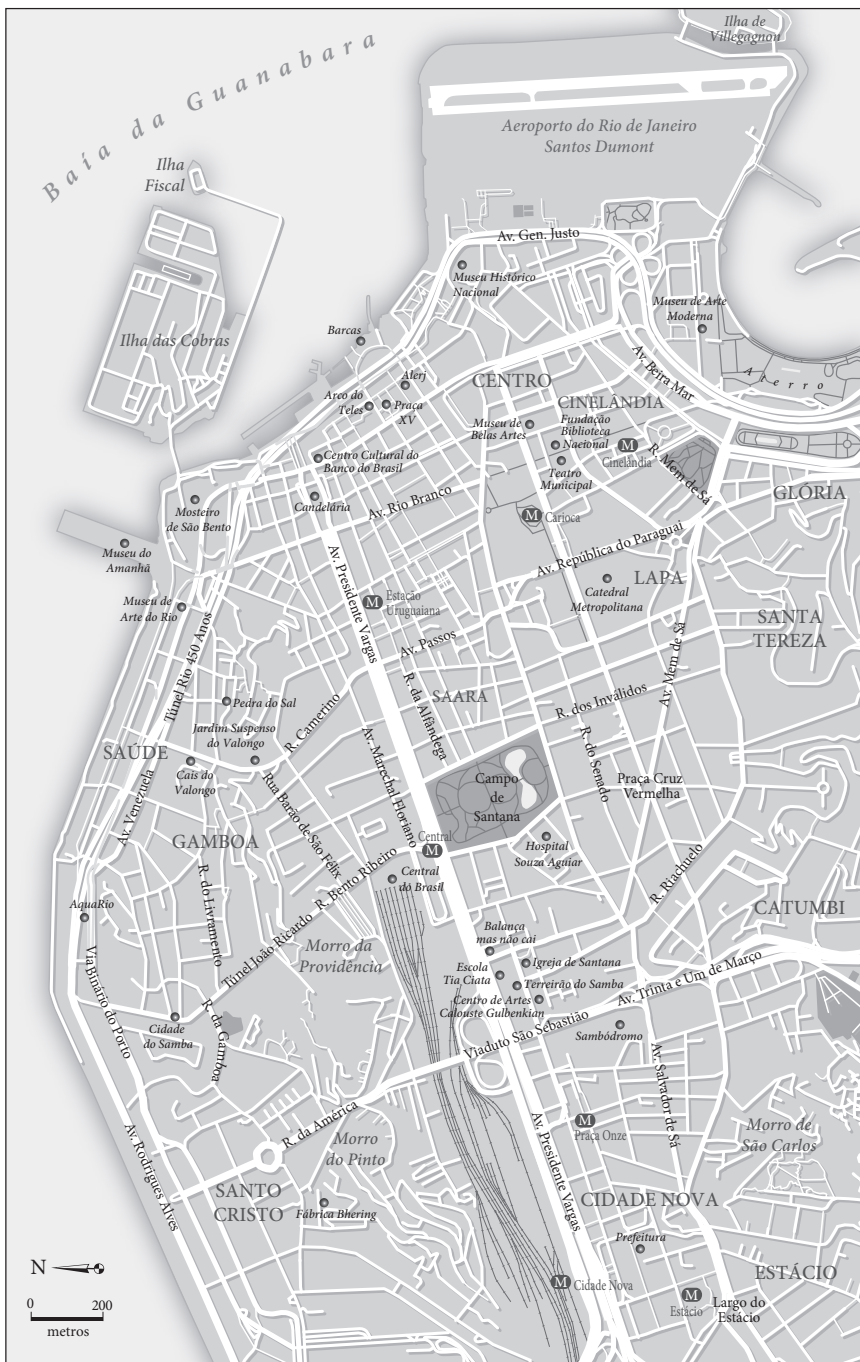 Ilha de
Villegagnon
Baía da Guanabara
Aeroporto do Rio de Janeiro
Santos Dumont
Ilha
Fiscal
Av. Gen. Justo
Museu Histórico
Nacional
Museu de Arte
Moderna
Ilha das Cobras
Barcas
Av. Beira Mar
Aterro
Alerj
CENTRO
Arco do
Teles
Praça
XV
CINELÂNDIA
Museu de
Belas Artes
Fundação
Biblioteca
Nacional
M
Cinelândia
R. Mem de Sá
Teatro
Municipal
Centro Cultural do
Banco do Brasil
GLÓRIA
Mosteiro
de São Bento
Candelária
Av. Rio Branco
M
Carioca
Museu do
Amanhã
Av. República do Paraguai
Av. Presidente Vargas
LAPA
Catedral
Metropolitana
M
Estação
Uruguaiana
Museu de
Arte do Rio
SANTA
TEREZA
Túnel Rio 450 Anos
Av. Passos
Av. Mem de Sá
Pedra do Sal
R. Camerino
SAARA
R. da Alfândega
R. dos Inválidos
Jardim Suspenso
do Valongo
SAÚDE
Cais do
Valongo
Av. Marechal Floriano
R. do Senado
Campo
de
Santana
Praça Cruz
Vermelha
Av. Venezuela
Rua Barão de São Félix
GAMBOA
Central
M
Hospital
Souza Aguiar
R. Bento Ribeiro
Central
do Brasil
R. Riachuelo
R. do Livramento
AquaRio
CATUMBI
Túnel João Ricardo
Morro da
Providência
Balança
mas não cai
Igreja de Santana
Escola
Tia Ciata
Terreirão do Samba
Av. Trinta e Um de Março
Via Binário do Porto
Centro de Artes
Calouste Gulbenkian
Cidade
do Samba
R. da Gamboa
Viaduto São Sebastião
Sambódromo
Av. Salvador de Sá
R. da América
Morro
do Pinto
M
Praça Onze
Morro de
São Carlos
Av. Rodrigues Alves
Av. Presidente Vargas
SANTO
CRISTO
Fábrica Bhering
CIDADE NOVA
Prefeitura
N
M
Cidade Nova
ESTÁCIO
M
Estácio
Largo do
Estácio
0 200
metros